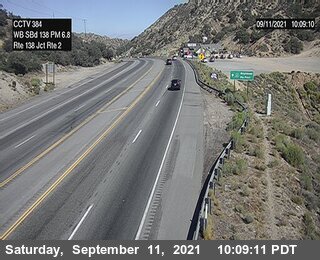 CCTV 384
WB SBd 138 PM 6.8
Rte 138 Jct Rte 2
09/11/2021 10:09:10
Saturday, September 11, 2021 10:09:11 PDT